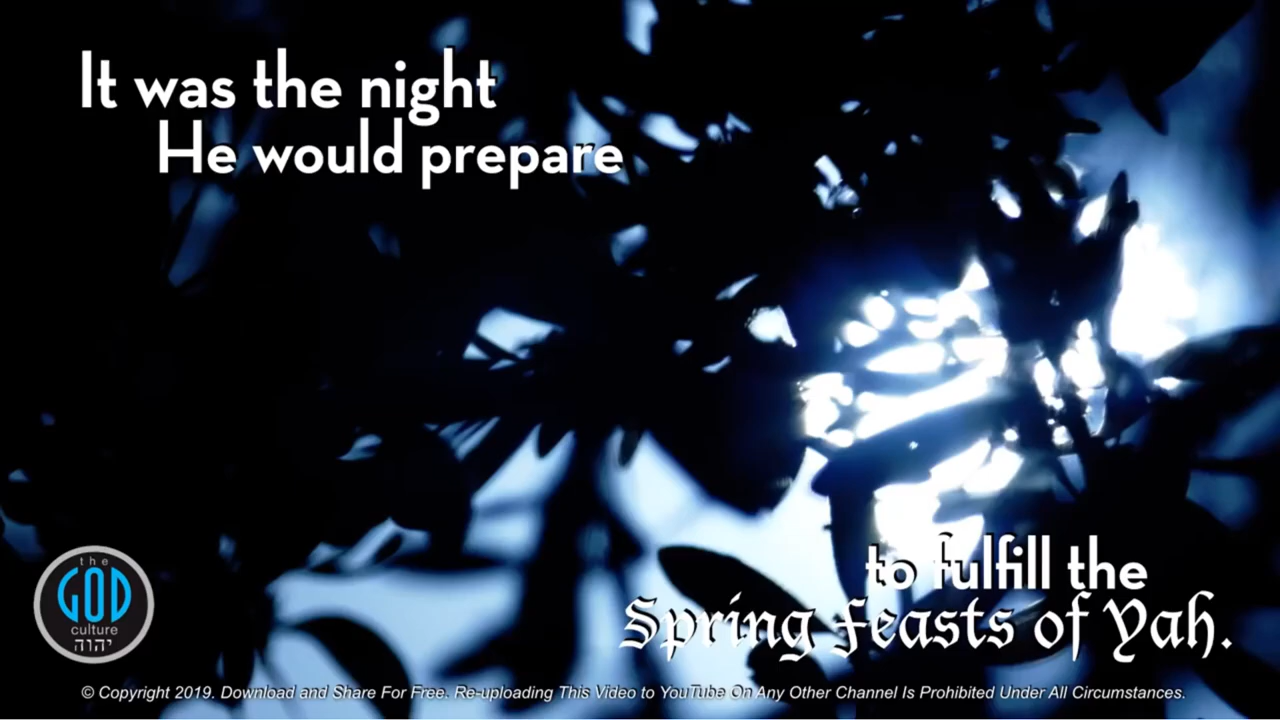 It was the night
He would prepare
to fulfill the
Spring Feasts of Yah.
the
GOD
culture
יהוה
© Copyright 2019. Download and Share For Free. Re-uploading This Video to YouTube On Any Other Channel Is Prohibited Under All Circumstances.